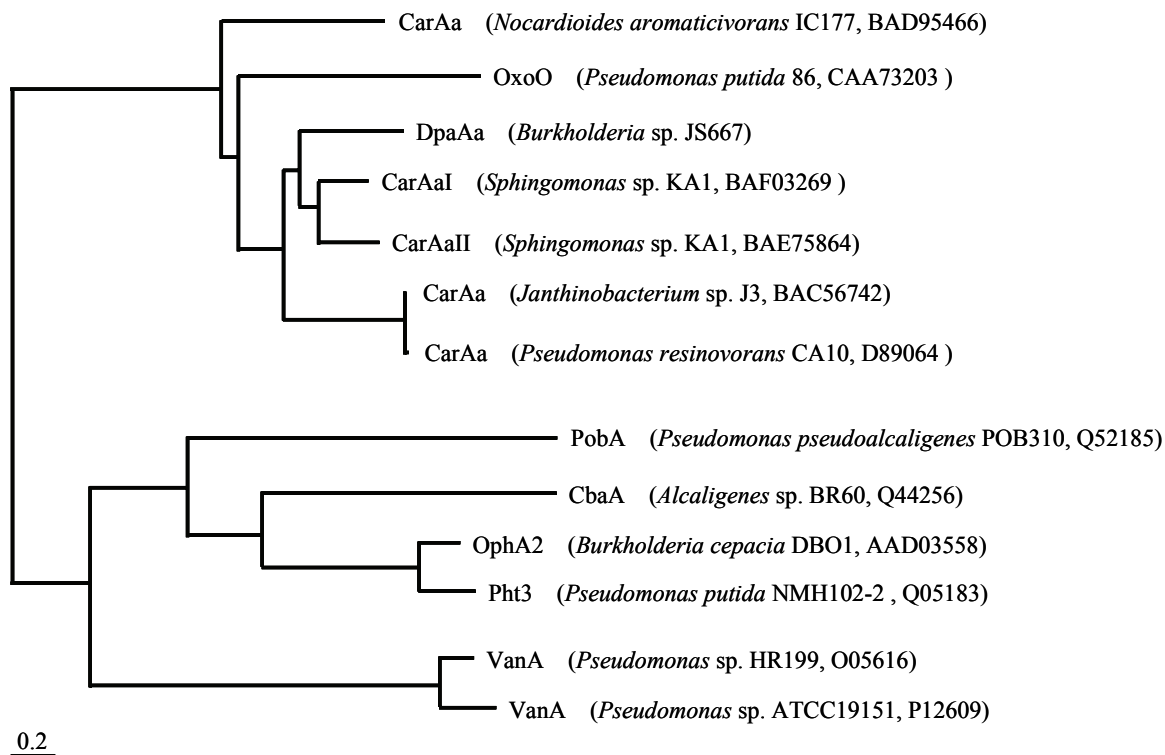 CarAa (Nocardioides aromaticivorans IC177, BAD95466)
OxoO (Pseudomonas putida 86, CAA73203 )
DpaAa (Burkholderia sp. JS667)
CarAaI (Sphingomonas sp. KA1, BAF03269 )
CarAaII (Sphingomonas sp. KA1, BAE75864)
CarAa (Janthinobacterium sp. J3, BAC56742)
CarAa (Pseudomonas resinovorans CA10, D89064 )
PobA (Pseudomonas pseudoalcaligenes POB310, Q52185)
CbaA (Alcaligenes sp. BR60, Q44256)
OphA2 (Burkholderia cepacia DBO1, AAD03558)
Pht3 (Pseudomonas putida NMH102-2 , Q05183)
VanA (Pseudomonas sp. HR199, O05616)
VanA (Pseudomonas sp. ATCC19151, P12609)
0.2